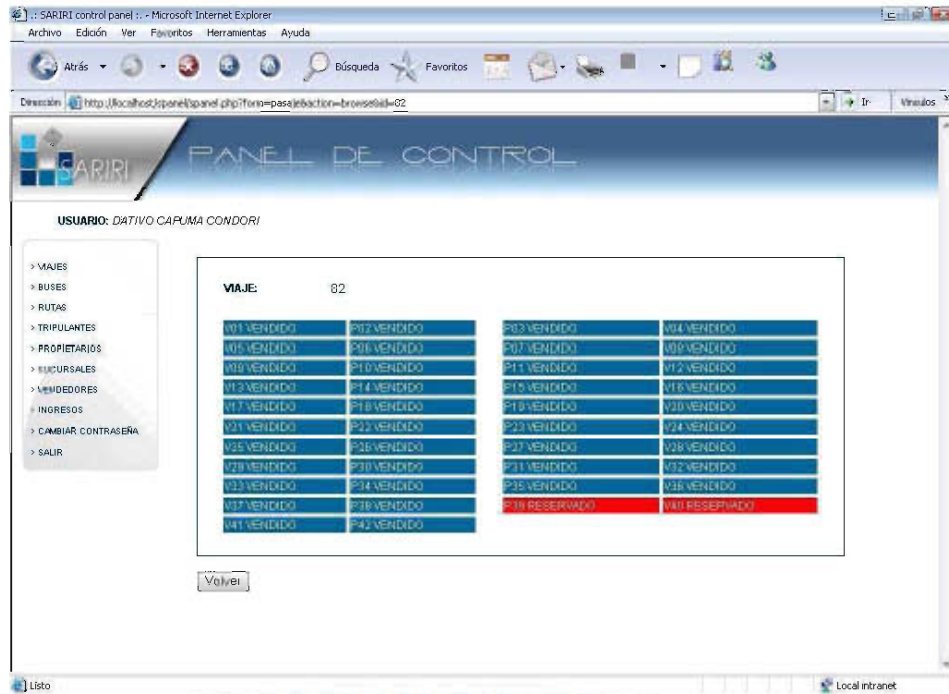 .: SARIRI control panel :. - Microsoft Internet Explorer
Archivo Edición Ver Favoritos Herramientas Ayuda
Atrás Búsqueda Favoritos
Dirección http://localhost/spanel/spanel.php?form=pasaje&action=browse&id=82 Ir Vínculos
SARIRI
PANEL DE CONTROL
USUARIO: DATIVO CAPUMA CONDORI
> VIAJES
> BUSES
> RUTAS
> TRIPULANTES
> PROPIETARIOS
> SUCURSALES
> VENDEDORES
> INGRESOS
> CAMBIAR CONTRASEÑA
> SALIR
VIAJE: 82
V01 VENDIDO P02 VENDIDO P03 VENDIDO V04 VENDIDO
V05 VENDIDO P06 VENDIDO P07 VENDIDO V08 VENDIDO
V09 VENDIDO P10 VENDIDO P11 VENDIDO V12 VENDIDO
V13 VENDIDO P14 VENDIDO P15 VENDIDO V16 VENDIDO
V17 VENDIDO P18 VENDIDO P19 VENDIDO V20 VENDIDO
V21 VENDIDO P22 VENDIDO P23 VENDIDO V24 VENDIDO
V25 VENDIDO P26 VENDIDO P27 VENDIDO V28 VENDIDO
V29 VENDIDO P30 VENDIDO P31 VENDIDO V32 VENDIDO
V33 VENDIDO P34 VENDIDO P35 VENDIDO V36 VENDIDO
V37 VENDIDO P38 VENDIDO P39 RESERVADO V40 RESERVADO
V41 VENDIDO P42 VENDIDO
Volver
Listo Local intranet